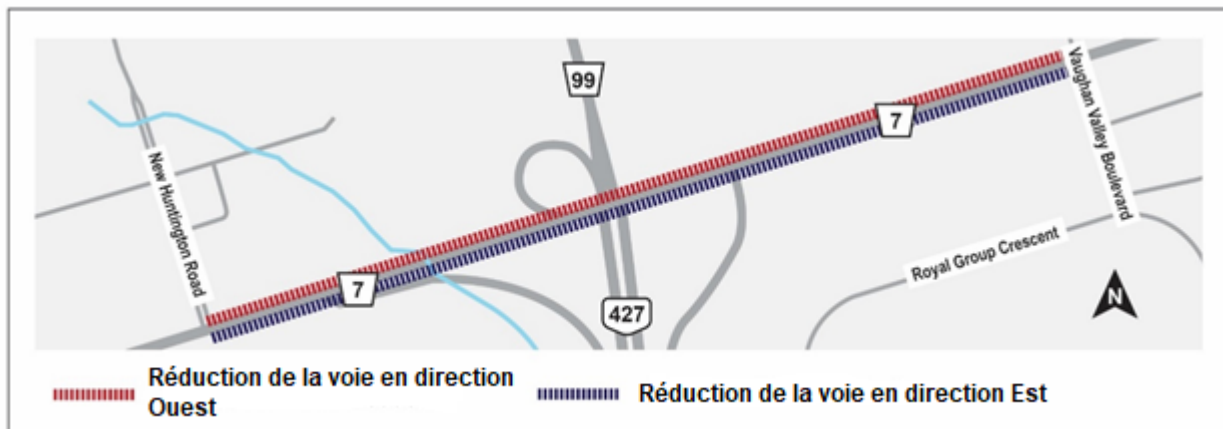 99
7
Vaughan Valley Boulevard
New Huntington Road
Royal Group Crescent
7
427
N
Réduction de la voie en direction
Ouest
Réduction de la voie en direction Est